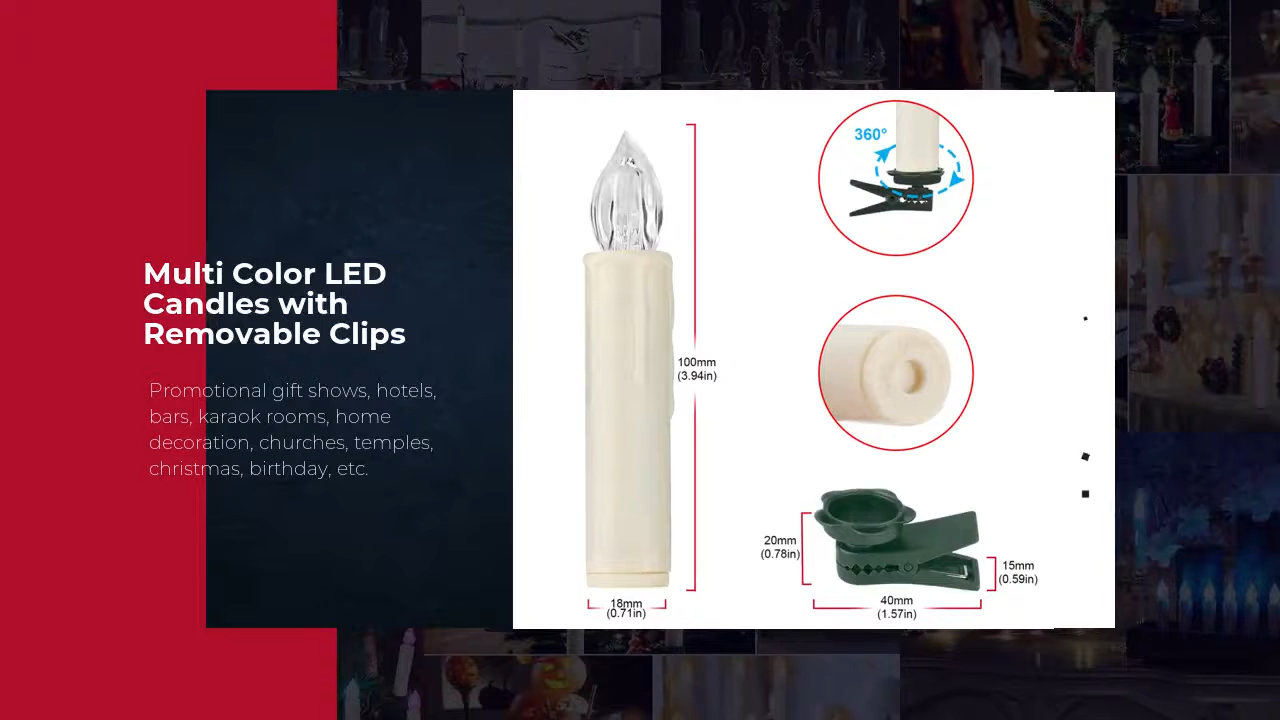 Multi Color LED
Candles with
Removable Clips
Promotional gift shows, hotels,
bars, karaok rooms, home
decoration, churches, temples,
christmas, birthday, etc.
100mm
(3.94in)
18mm
(0.71in)
360°
20mm
(0.78in)
15mm
(0.59in)
40mm
(1.57in)